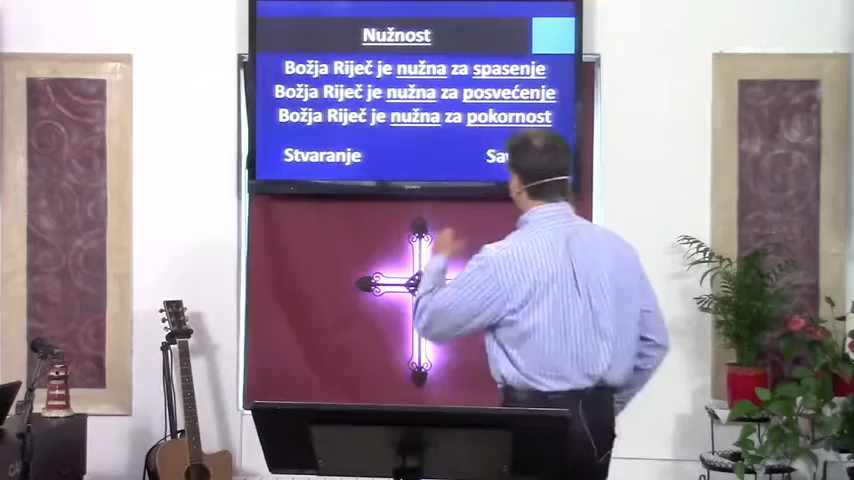 Nužnost
Božja Riječ je nužna za spasenje
Božja Riječ je nužna za posvećenje
Božja Riječ je nužna za pokornost
Stvaranje
SONY